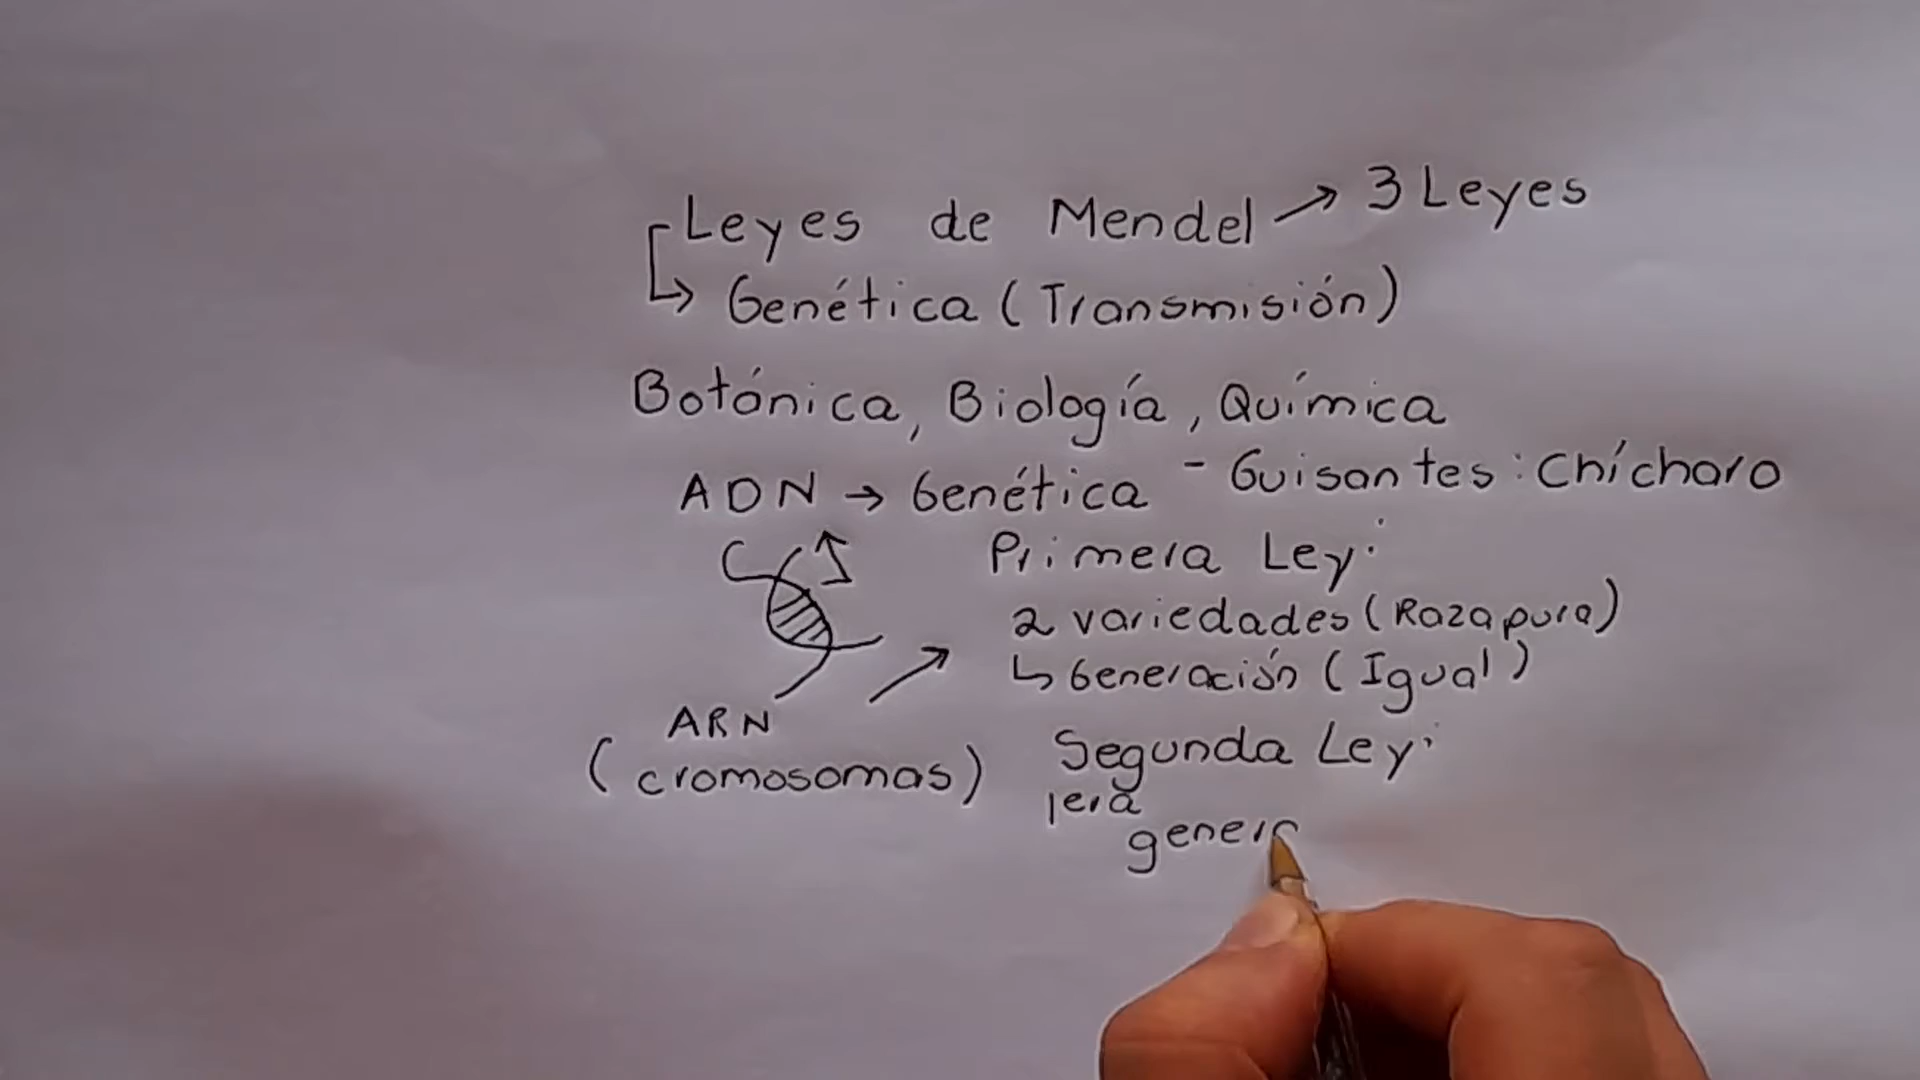 Leyes de Mendel → 3 Leyes
↳ Genética (Transmisión)
Botánica, Biología, Química
ADN → Genética - Guisantes: Chícharo
Primera Ley:
2 variedades (Raza pura)
↳ Generación (Igual)
ARN
(cromosomas)
Segunda Ley:
1era
genera